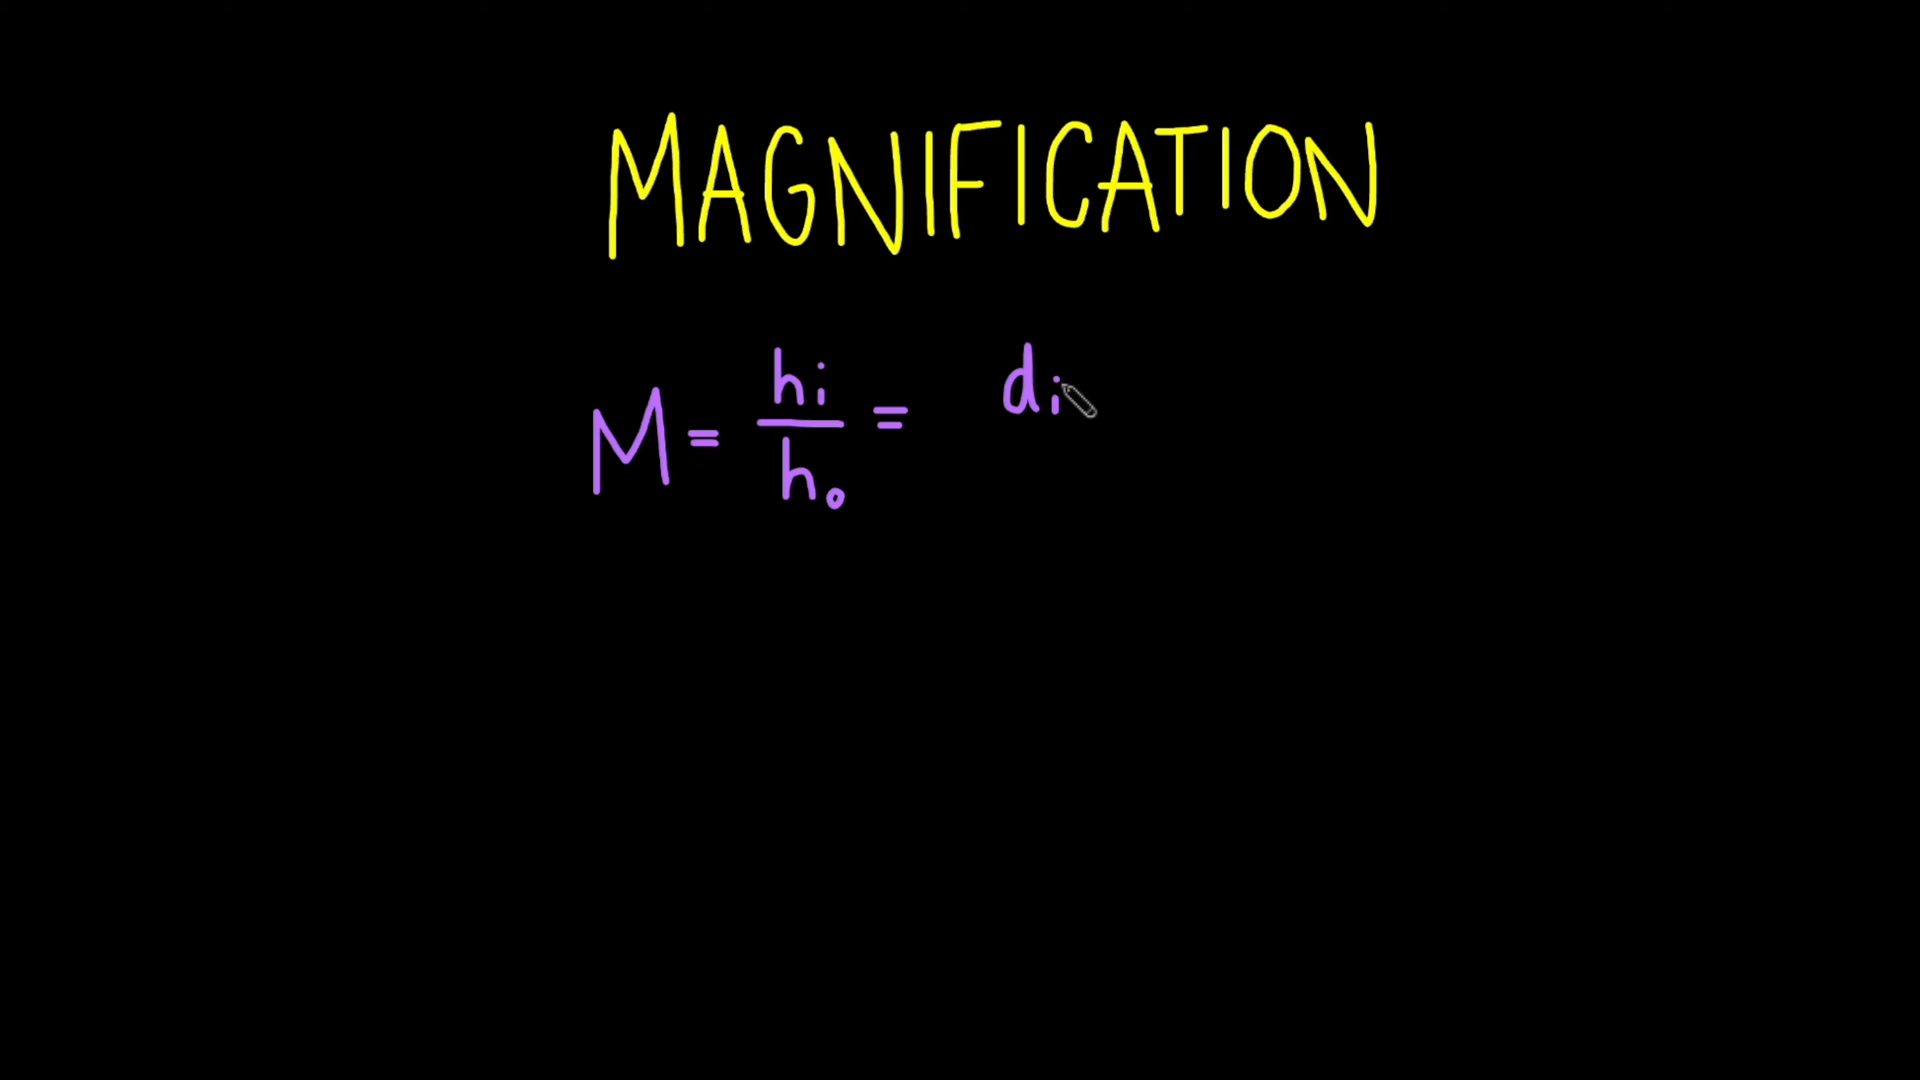 MAGNIFICATION
M = hi/ho = di